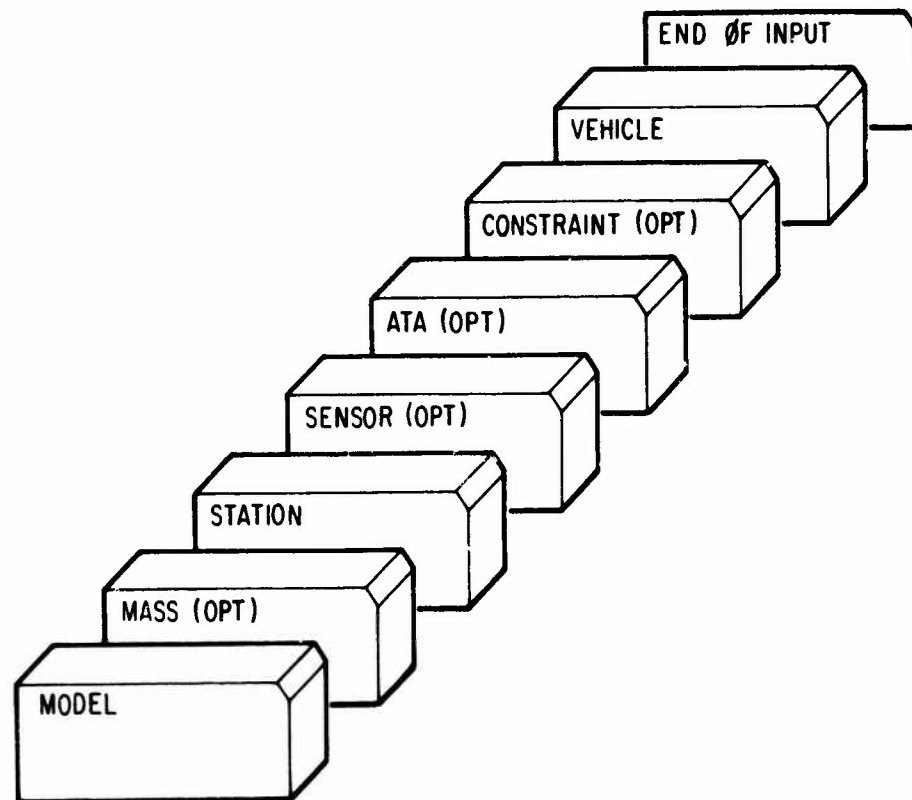 END ØF INPUT
VEHICLE
CONSTRAINT (OPT)
ATA (OPT)
SENSOR (OPT)
STATION
MASS (OPT)
MODEL